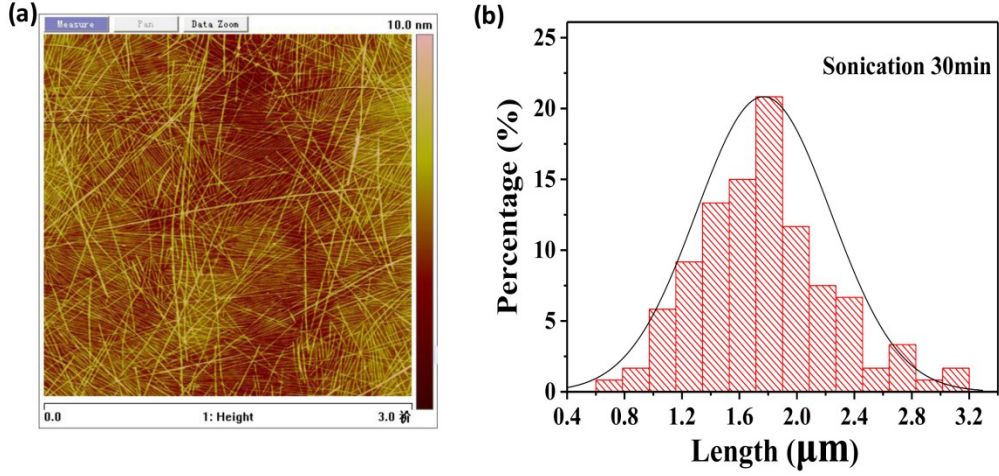 (a)
Measure Pan Data Zoom 10.0 nm
0.0 1: Height 3.0
(b)
Sonication 30min
Percentage (%)
25
20
15
10
5
0
0.4 0.8 1.2 1.6 2.0 2.4 2.8 3.2
Length (μm)